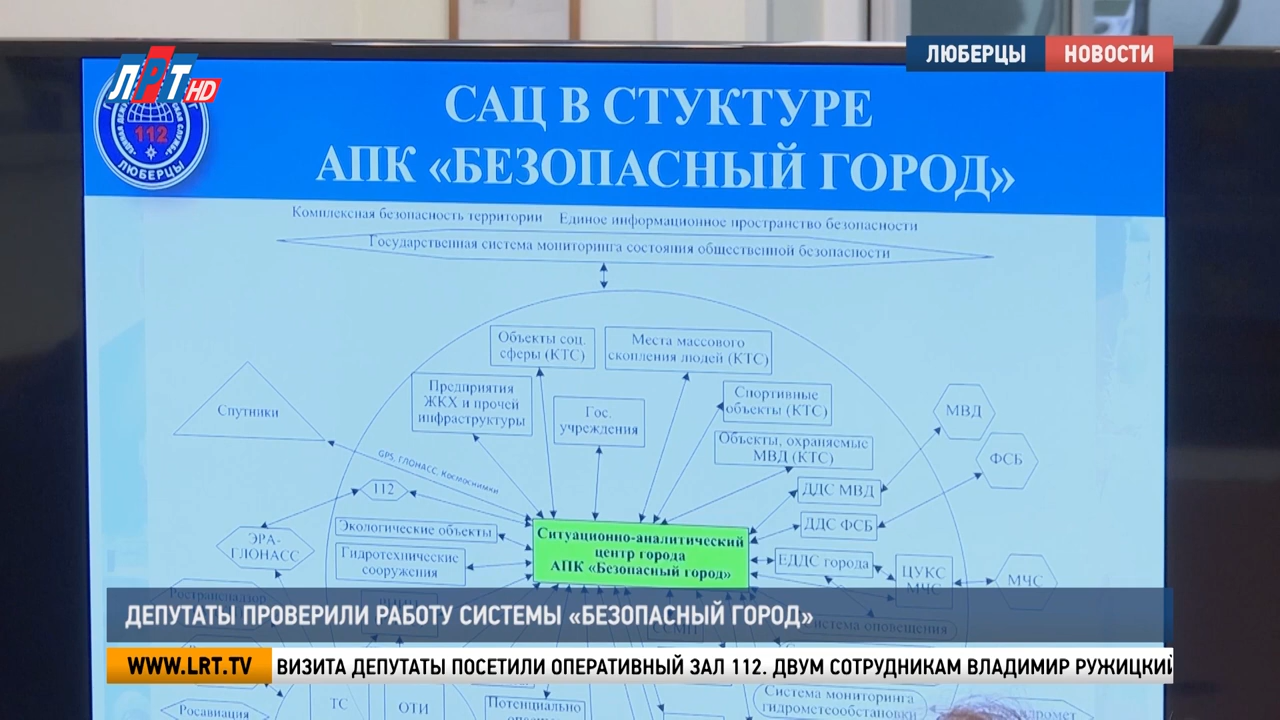 ЛРТ HD
ЛЮБЕРЦЫ НОВОСТИ
112
ЛЮБЕРЦЫ
САЦ В СТУКТУРЕ
АПК «БЕЗОПАСНЫЙ ГОРОД»
Комплексная безопасность территории Единое информационное пространство безопасности
Государственная система мониторинга состояния общественной безопасности
Объекты соц.
сферы (КТС)
Места массового
скопления людей (КТС)
Предприятия
ЖКХ и прочей
инфраструктуры
Гос.
учреждения
Спортивные
объекты (КТС)
Объекты, охраняемые
МВД (КТС)
МВД
ФСБ
Спутники
GPS, ГЛОНАСС, Космоснимки
112
ДДС МВД
ДДС ФСБ
ЭРА-
ГЛОНАСС
Экологические объекты
Гидротехнические
сооружения
Ситуационно-аналитический
центр города
АПК «Безопасный город»
ЕДДС города
ЦУКС
МЧС
МЧС
Ространснадзор
Система оповещения
ДЕПУТАТЫ ПРОВЕРИЛИ РАБОТУ СИСТЕМЫ «БЕЗОПАСНЫЙ ГОРОД»
WWW.LRT.TV ВИЗИТА ДЕПУТАТЫ ПОСЕТИЛИ ОПЕРАТИВНЫЙ ЗАЛ 112. ДВУМ СОТРУДНИКАМ ВЛАДИМИР РУЖИЦКИЙ
Росавиация
ТС
ОТИ
Потенциально
Система мониторинга
гидрометеообстановки